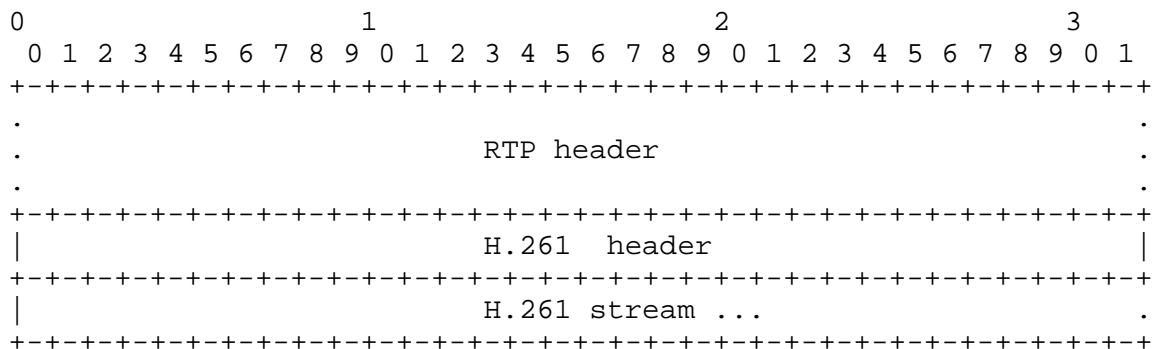 0                   1                   2                   3
 0 1 2 3 4 5 6 7 8 9 0 1 2 3 4 5 6 7 8 9 0 1 2 3 4 5 6 7 8 9 0 1
+-+-+-+-+-+-+-+-+-+-+-+-+-+-+-+-+-+-+-+-+-+-+-+-+-+-+-+-+-+-+-+-+
.                                                               .
.                          RTP header                           .
.                                                               .
+-+-+-+-+-+-+-+-+-+-+-+-+-+-+-+-+-+-+-+-+-+-+-+-+-+-+-+-+-+-+-+-+
|                          H.261  header                        |
+-+-+-+-+-+-+-+-+-+-+-+-+-+-+-+-+-+-+-+-+-+-+-+-+-+-+-+-+-+-+-+-+
|                          H.261 stream ...                     .
+-+-+-+-+-+-+-+-+-+-+-+-+-+-+-+-+-+-+-+-+-+-+-+-+-+-+-+-+-+-+-+-+